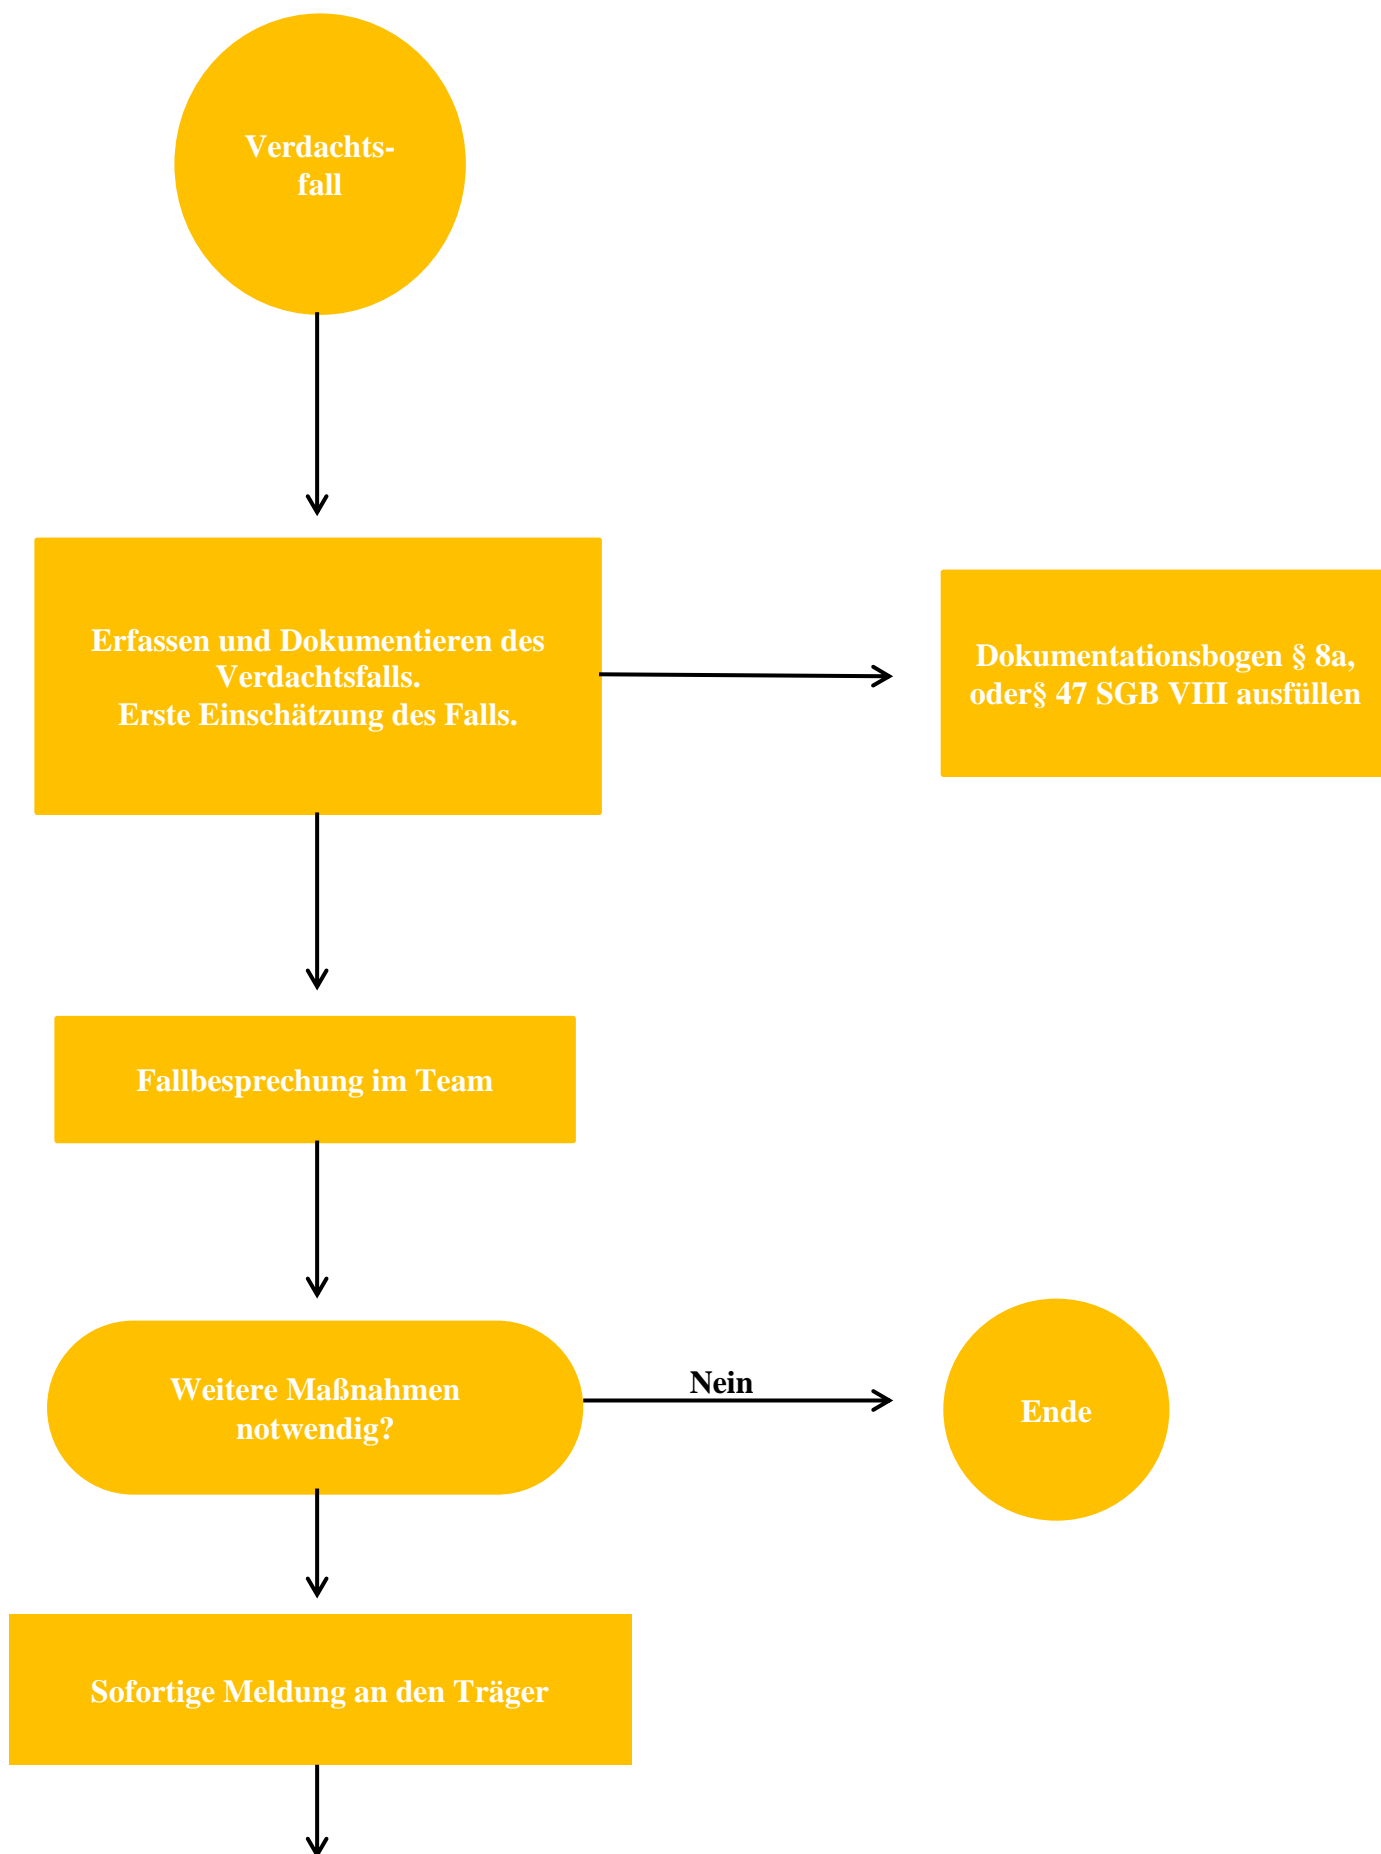 Verdachts-
fall
Erfassen und Dokumentieren des
Verdachtsfalls.
Erste Einschätzung des Falls.
Dokumentationsbogen § 8a,
oder§ 47 SGB VIII ausfüllen
Fallbesprechung im Team
Weitere Maßnahmen
notwendig?
Nein
Ende
Sofortige Meldung an den Träger